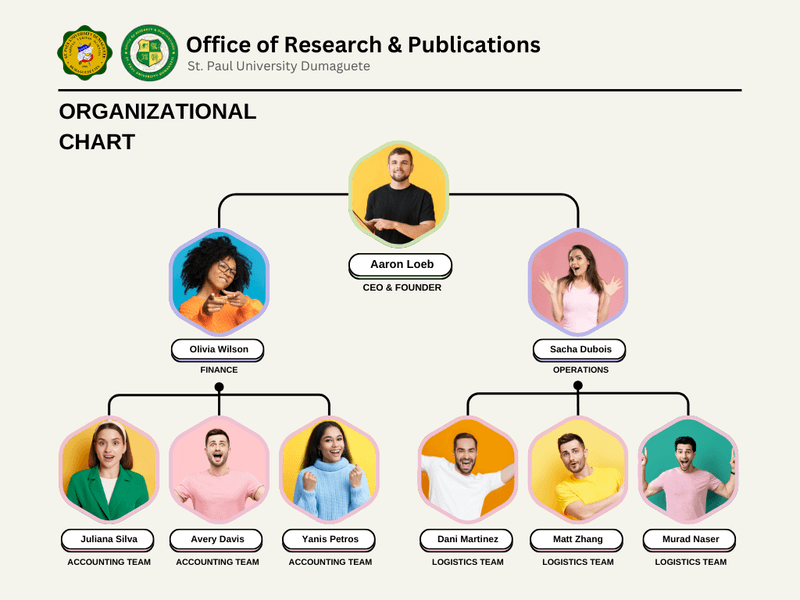 Office of Research & Publications
St. Paul University Dumaguete
ORGANIZATIONAL
CHART
Aaron Loeb
CEO & FOUNDER
Olivia Wilson
FINANCE
Sacha Dubois
OPERATIONS
Juliana Silva
Avery Davis
Yanis Petros
Dani Martinez
Matt Zhang
Murad Naser
ACCOUNTING TEAM
ACCOUNTING TEAM
ACCOUNTING TEAM
LOGISTICS TEAM
LOGISTICS TEAM
LOGISTICS TEAM